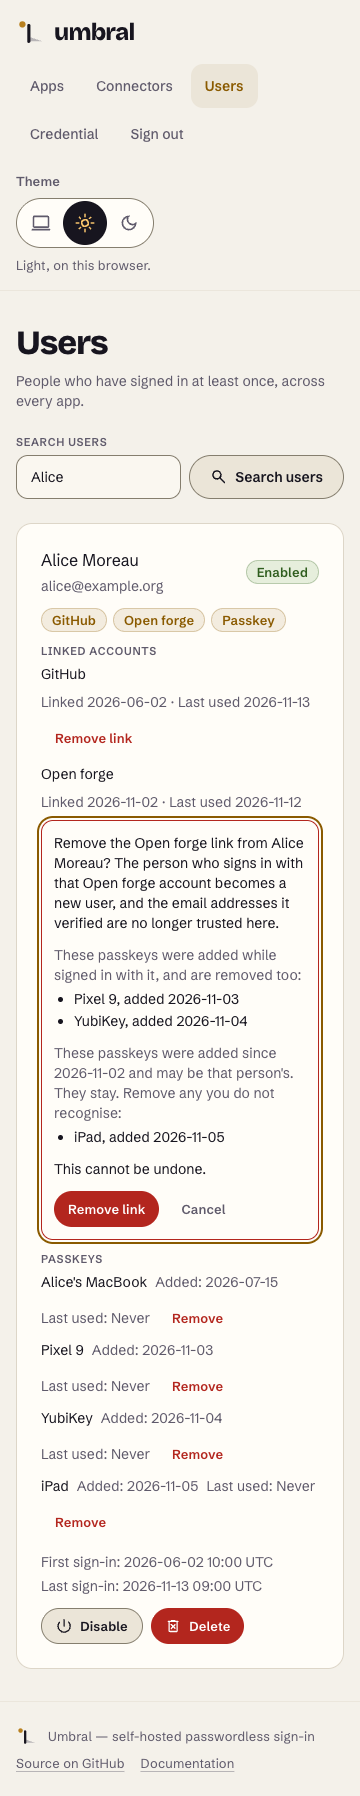 umbral
Apps Connectors Users
Credential Sign out
Theme
Light, on this browser.
Users
People who have signed in at least once, across
every app.
SEARCH USERS
Alice Search users
Alice Moreau
Enabled
alice@example.org
GitHub Open forge Passkey
LINKED ACCOUNTS
GitHub
Linked 2026-06-02 · Last used 2026-11-13
Remove link
Open forge
Linked 2026-11-02 · Last used 2026-11-12
Remove the Open forge link from Alice
Moreau? The person who signs in with
that Open forge account becomes a
new user, and the email addresses it
verified are no longer trusted here.
These passkeys were added while
signed in with it, and are removed too:
• Pixel 9, added 2026-11-03
• YubiKey, added 2026-11-04
These passkeys were added since
2026-11-02 and may be that person's.
They stay. Remove any you do not
recognise:
• iPad, added 2026-11-05
This cannot be undone.
Remove link Cancel
PASSKEYS
Alice's MacBook Added: 2026-07-15
Last used: Never Remove
Pixel 9 Added: 2026-11-03
Last used: Never Remove
YubiKey Added: 2026-11-04
Last used: Never Remove
iPad Added: 2026-11-05 Last used: Never
Remove
First sign-in: 2026-06-02 10:00 UTC
Last sign-in: 2026-11-13 09:00 UTC
Disable Delete
Umbral — self-hosted passwordless sign-in
Source on GitHub Documentation